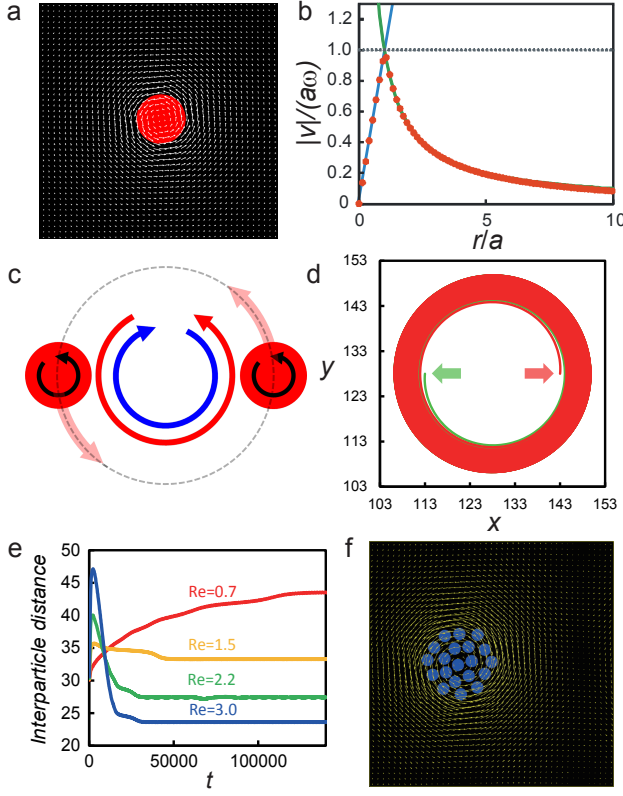 a
b
|v|/(aω)
1.2
1.0
0.8
0.6
0.4
0.2
0
0
5
10
r/a
c
d
y
153
143
133
123
113
103
103
113
123
133
143
153
x
e
Interparticle distance
50
45
40
35
30
25
20
Re=0.7
Re=1.5
Re=2.2
Re=3.0
0
50000
100000
t
f